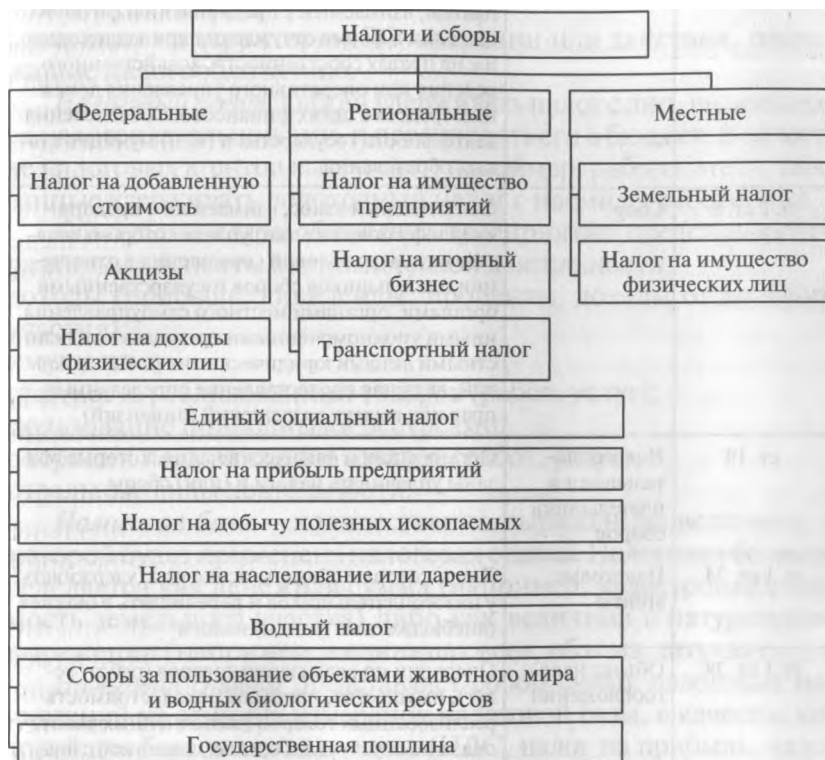 Налоги и сборы
Федеральные
Региональные
Местные
Налог на добавленную
стоимость
Налог на имущество
предприятий
Земельный налог
Акцизы
Налог на игорный
бизнес
Налог на имущество
физических лиц
Налог на доходы
физических лиц
Транспортный налог
Единый социальный налог
Налог на прибыль предприятий
Налог на добычу полезных ископаемых
Налог на наследование или дарение
Водный налог
Сборы за пользование объектами животного мира
и водных биологических ресурсов
Государственная пошлина